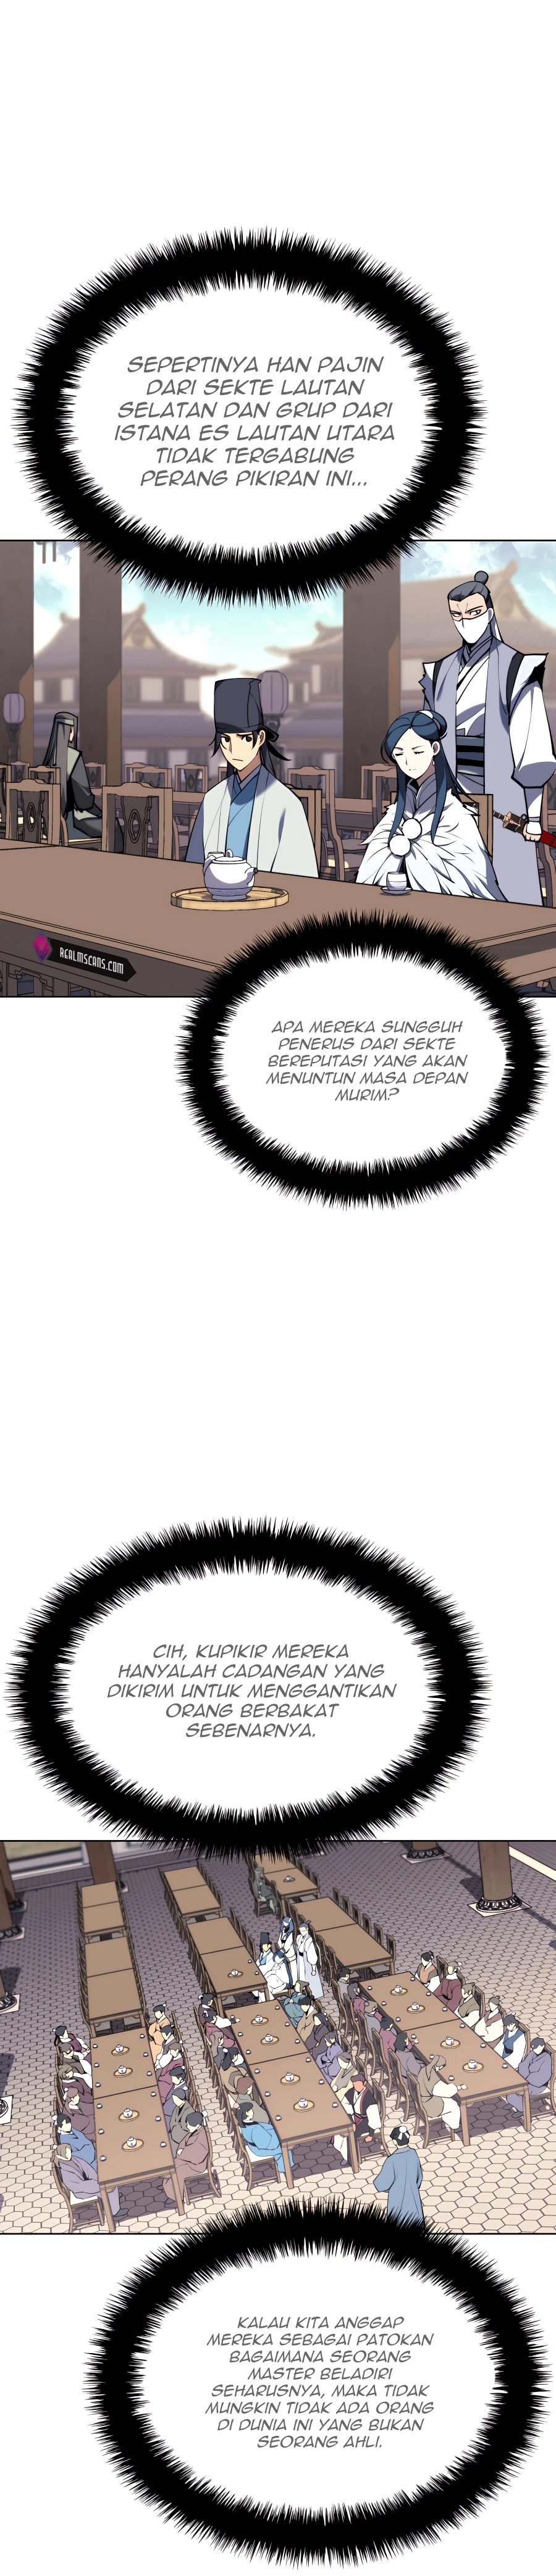 SEPERTINYA HAN PAJIN
DARI SEKTE LAUTAN
SELATAN DAN GRUP DARI
ISTANA ES LAUTAN UTARA
TIDAK TERGABUNG
PERANG PIKIRAN INI...
REALMSCANS.COM
APA MEREKA SUNGGUH
PENERUS DARI SEKTE
BEREPUTASI YANG AKAN
MENUNTUN MASA DEPAN
MURIM?
CIH, KUPIKIR MEREKA
HANYALAH CADANGAN YANG
DIKIRIM UNTUK MENGGANTIKAN
ORANG BERBAKAT
SEBENARNYA.
KALAU KITA ANGGAP
MEREKA SEBAGAI PATOKAN
BAGAIMANA SEORANG
MASTER BELADIRI
SEHARUSNYA, MAKA TIDAK
MUNGKIN TIDAK ADA ORANG
DI DUNIA INI YANG BUKAN
SEORANG AHLI.